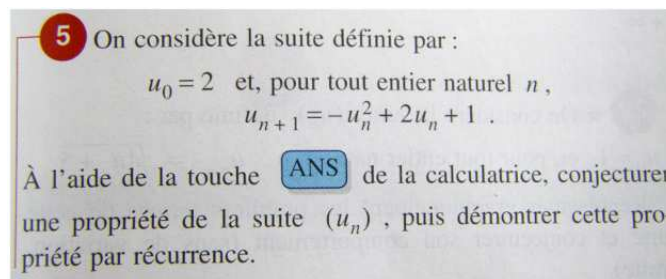 5 On considère la suite définie par :
u₀ = 2 et, pour tout entier naturel n ,
uₙ₊₁ = −uₙ² + 2uₙ + 1 .
À l'aide de la touche ANS de la calculatrice, conjecturer
une propriété de la suite (uₙ) , puis démontrer cette pro-
priété par récurrence.